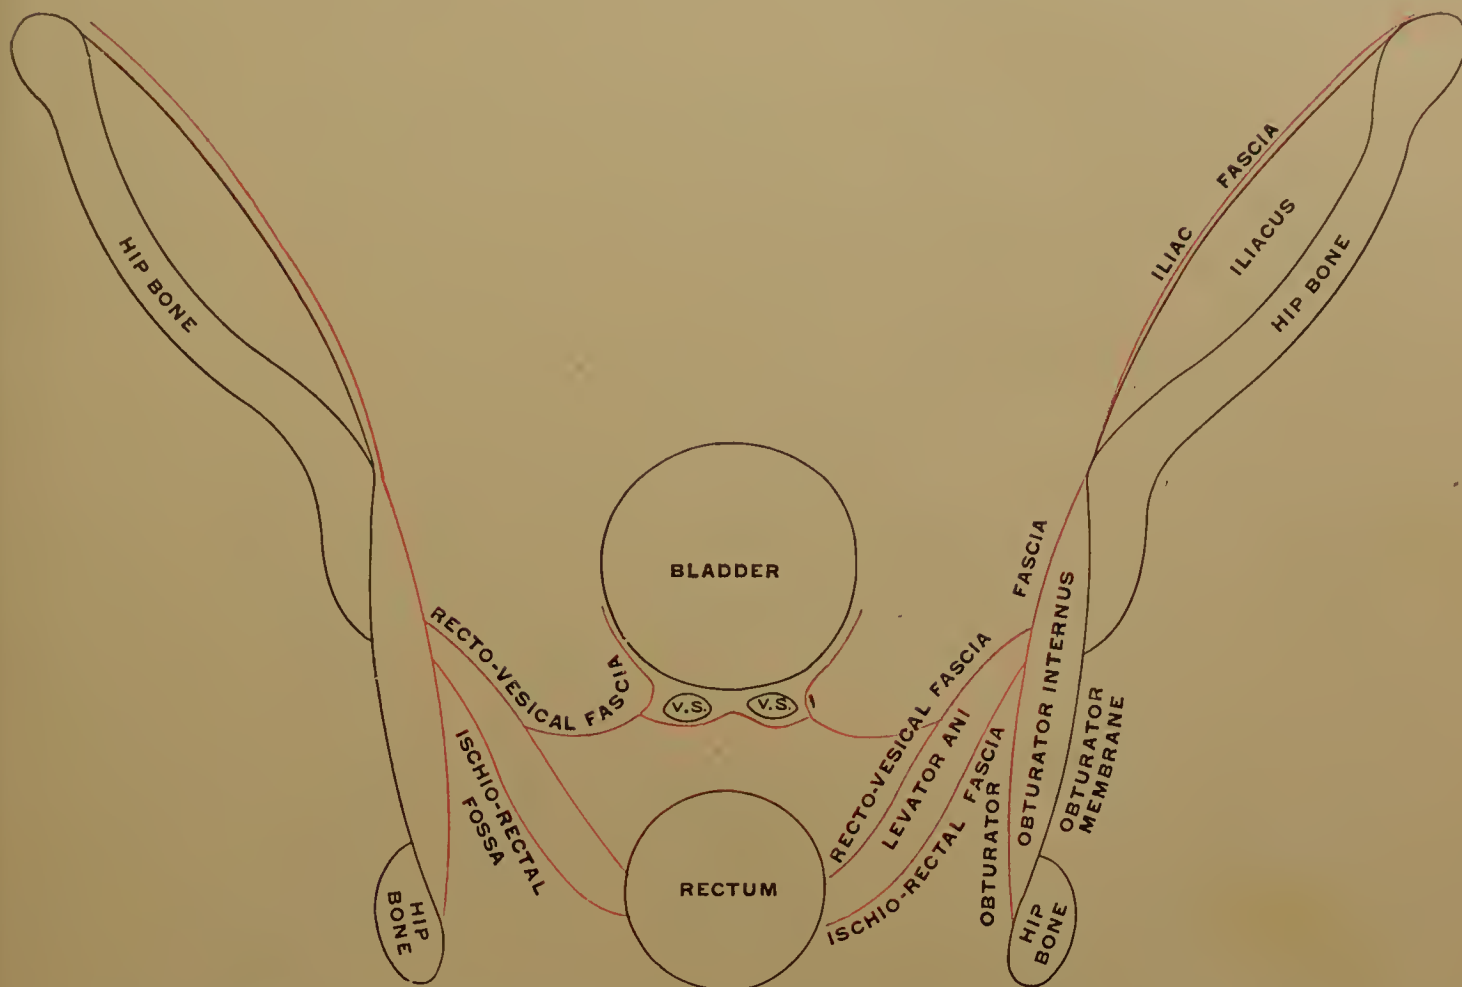 ILIAC FASCIA
ILIACUS
HIP BONE
HIP BONE
BLADDER
FASCIA
OBTURATOR INTERNUS
RECTO-VESICAL FASCIA
FASCIA
V.S.
V.S.
RECTO-VESICAL FASCIA
LEVATOR ANI
OBTURATOR
MEMBRANE
ISCHIO-RECTAL
FOSSA
RECTUM
ISCHIO-RECTAL FASCIA
OBTURATOR
HIP
BONE
HIP
BONE